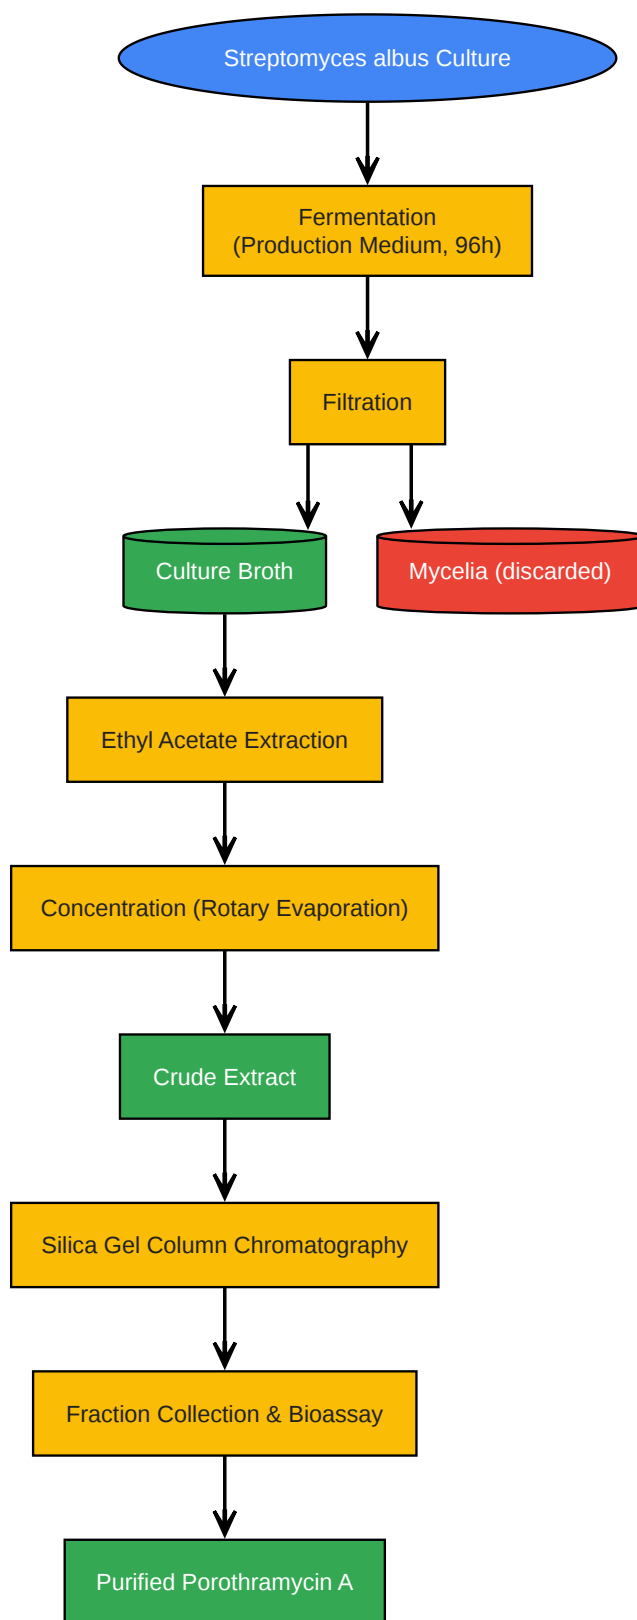 Streptomyces albus Culture
Fermentation
(Production Medium, 96h)
Filtration
Culture Broth
Mycelia (discarded)
Ethyl Acetate Extraction
Concentration (Rotary Evaporation)
Crude Extract
Silica Gel Column Chromatography
Fraction Collection & Bioassay
Purified Porothramycin A